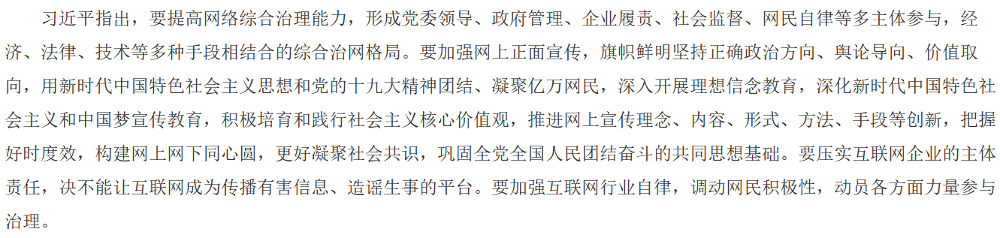 习近平指出，要提高网络综合治理能力，形成党委领导、政府管理、企业履责、社会监督、网民自律等多主体参与，经
济、法律、技术等多种手段相结合的综合治网格局。要加强网上正面宣传，旗帜鲜明坚持正确政治方向、舆论导向、价值取
向，用新时代中国特色社会主义思想和党的十九大精神团结、凝聚亿万网民，深入开展理想信念教育，深化新时代中国特色社
会主义和中国梦宣传教育，积极培育和践行社会主义核心价值观，推进网上宣传理念、内容、形式、方法、手段等创新，把握
好时度效，构建网上网下同心圆，更好凝聚社会共识，巩固全党全国人民团结奋斗的共同思想基础。要压实互联网企业的主体
责任，决不能让互联网成为传播有害信息、造谣生事的平台。要加强互联网行业自律，调动网民积极性，动员各方面力量参与
治理。